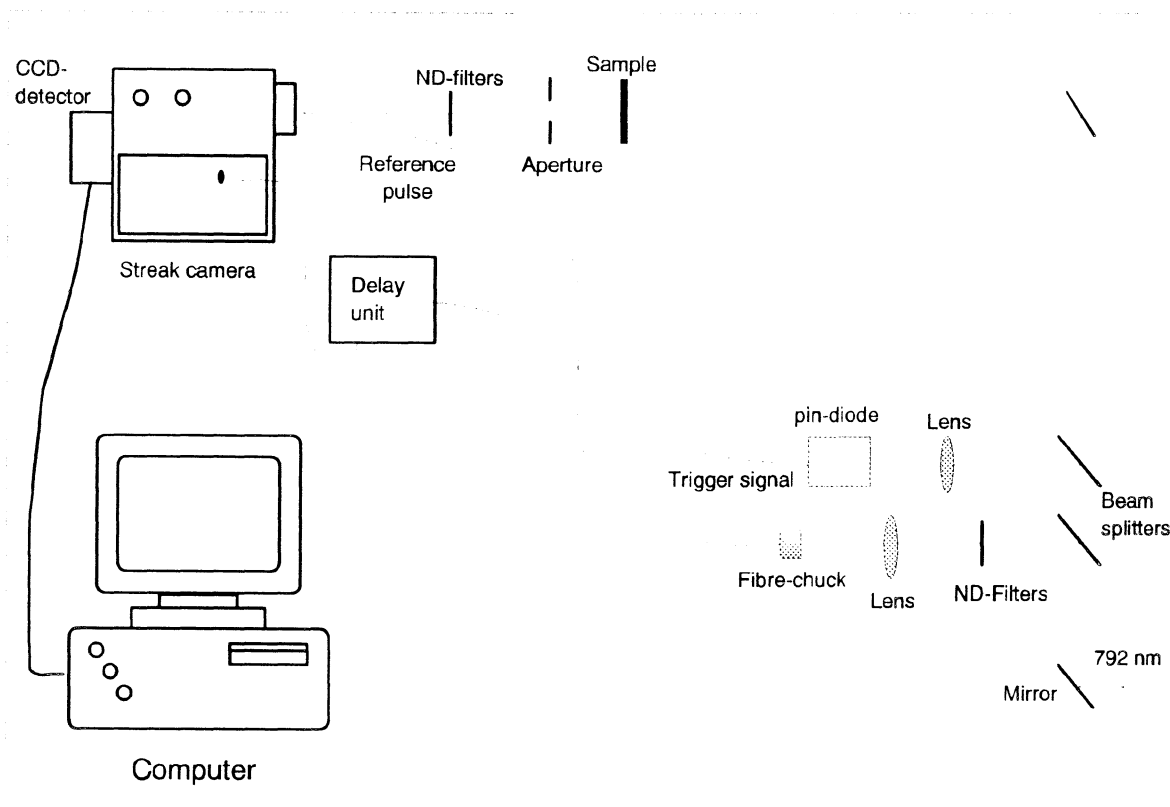 CCD-
detector
ND-filters
Sample
Reference
pulse
Aperture
Streak camera
Delay
unit
pin-diode
Lens
Trigger signal
Beam
splitters
Fibre-chuck
Lens
ND-Filters
792 nm
Mirror
Computer